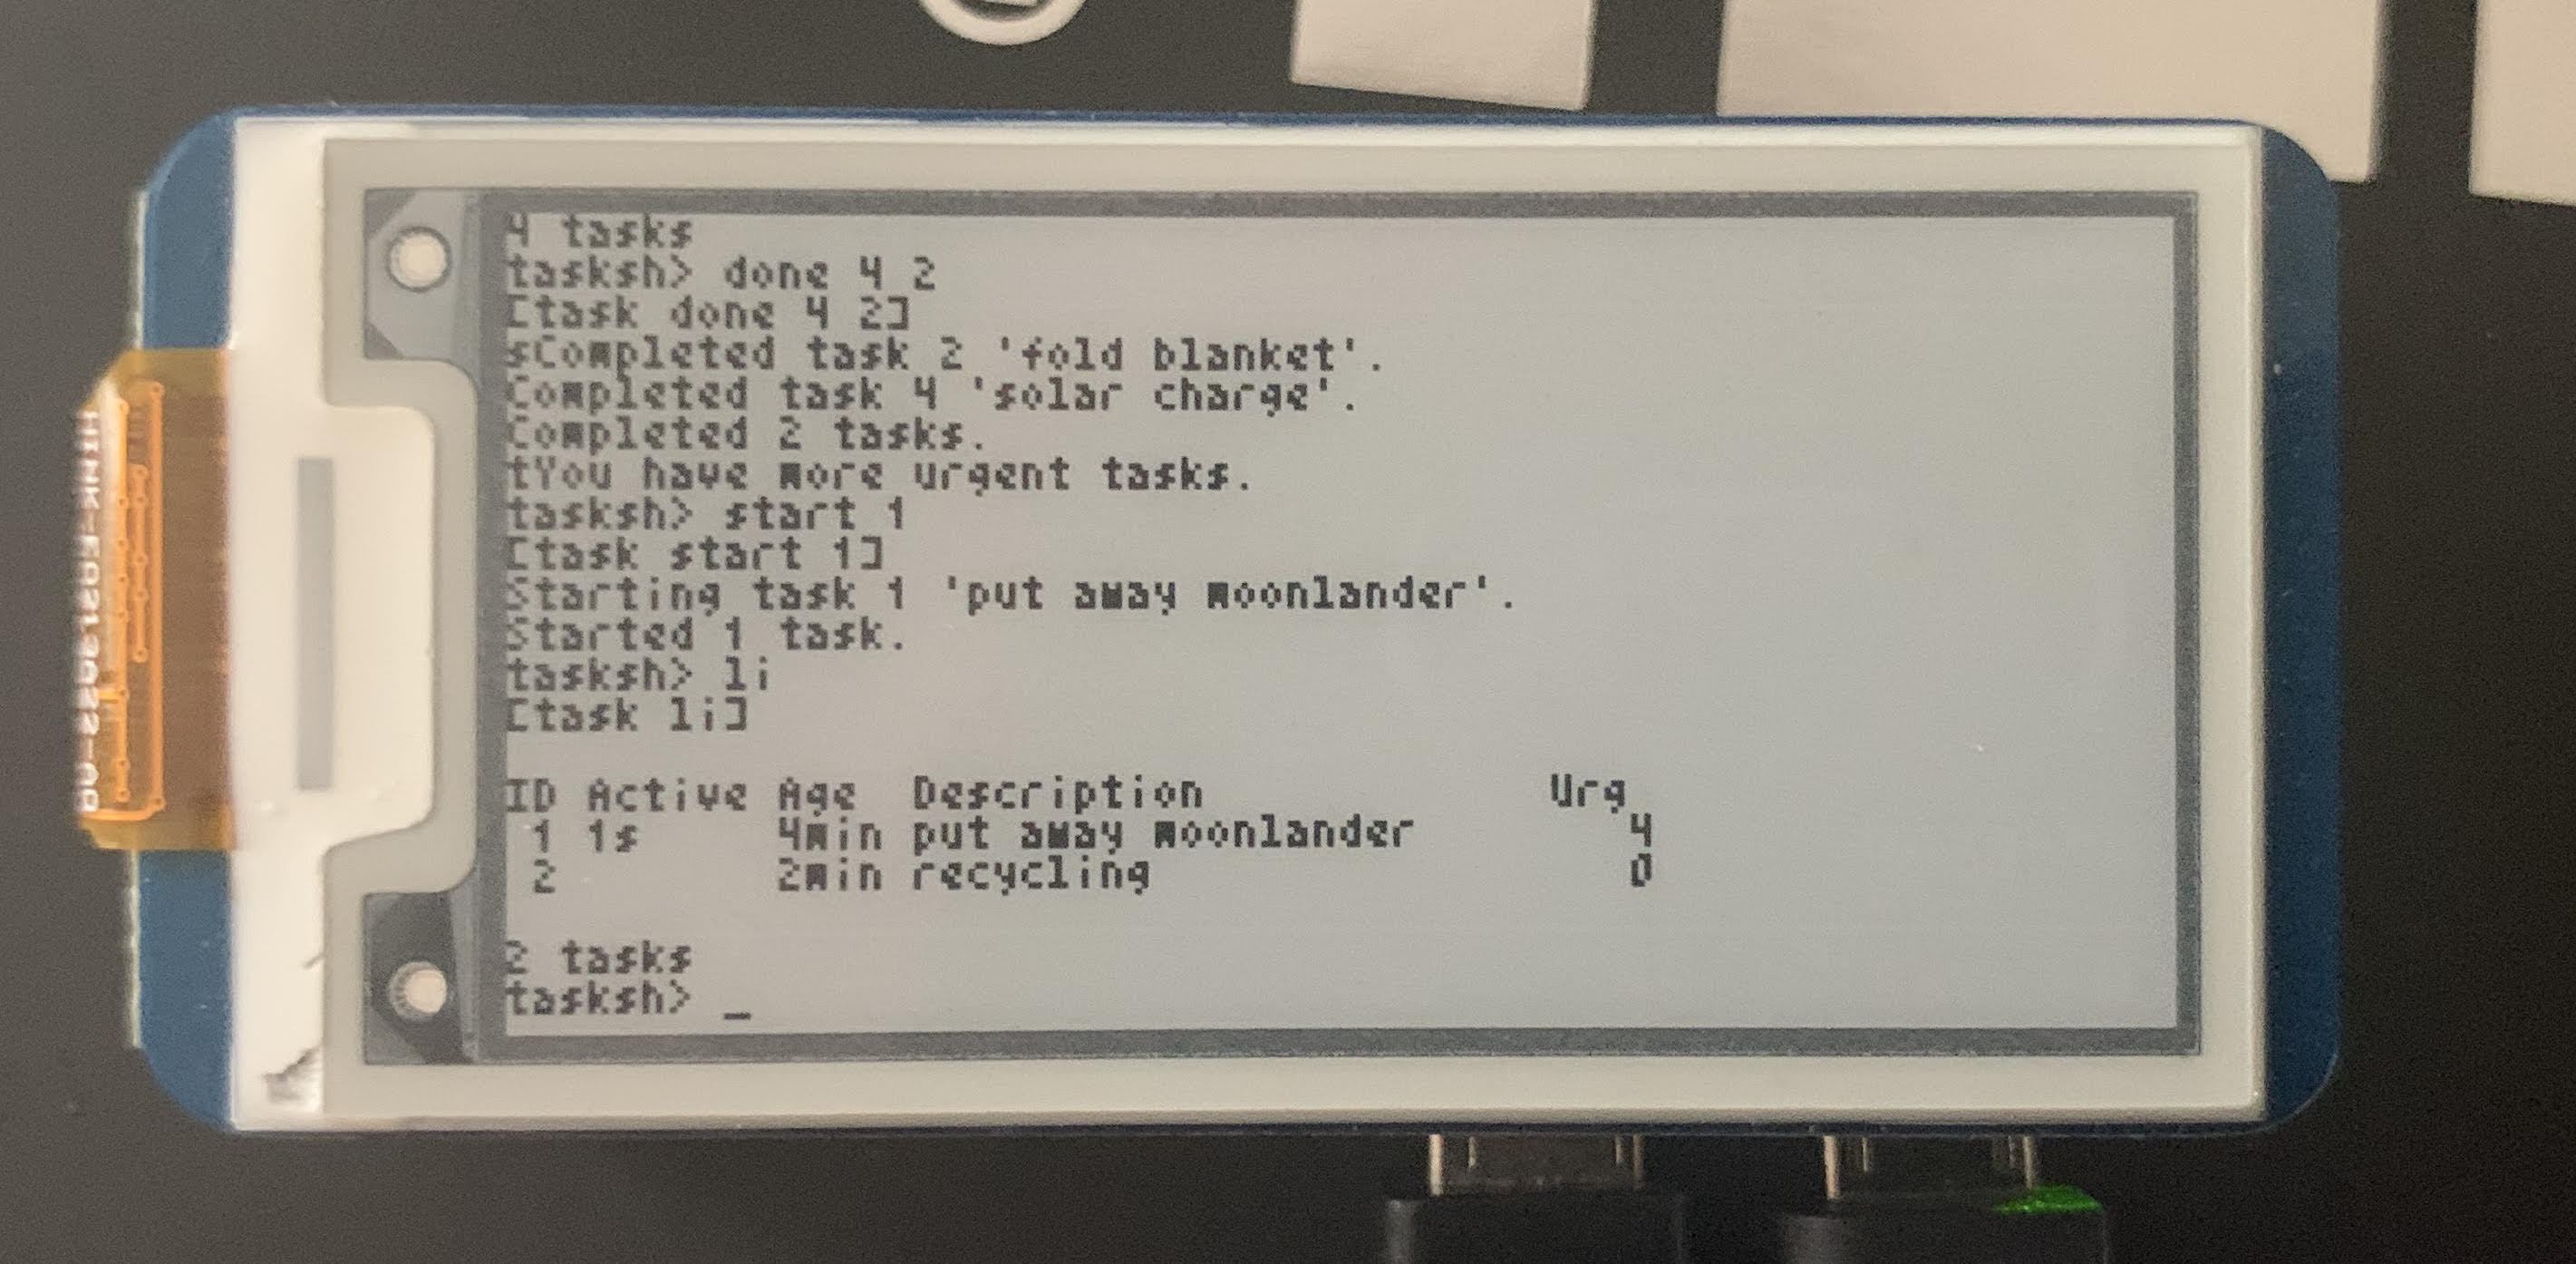 4 tasks
tasksh> done 4 2
[task done 4 2]
sCompleted task 2 'fold blanket'.
Completed task 4 'solar charge'.
Completed 2 tasks.
tYou have more urgent tasks.
tasksh> start 1
[task start 1]
Starting task 1 'put away moonlander'.
Started 1 task.
tasksh> li
[task li]
ID Active Age Description Urg
1 1s 4min put away moonlander 4
2 2min recycling 0
2 tasks
tasksh> _